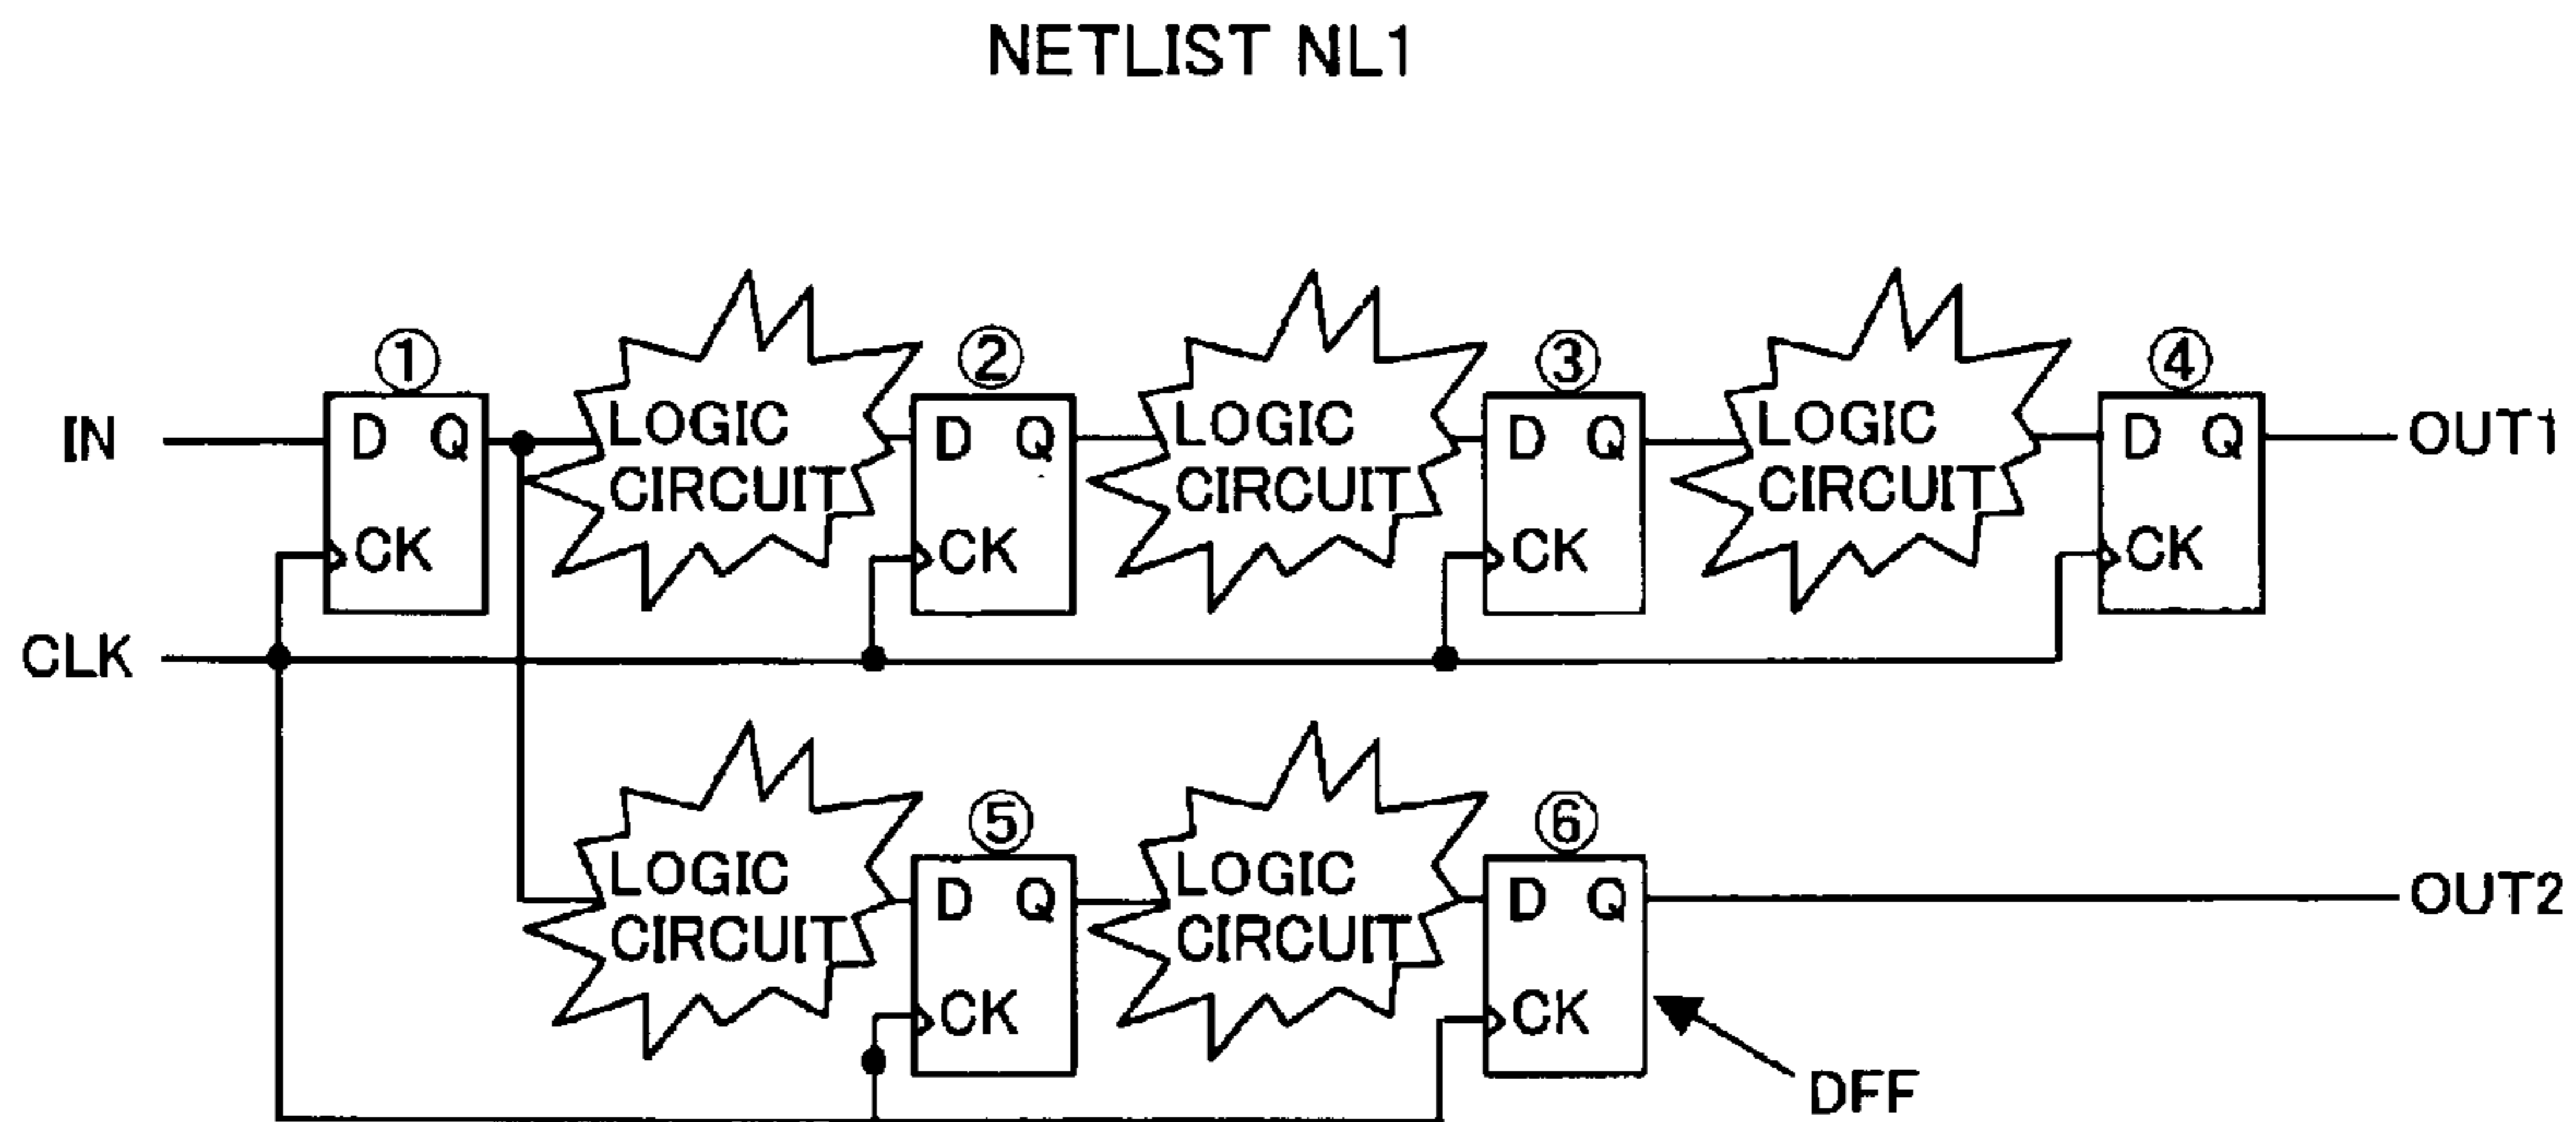 NETLIST NL1
① ② ③ ④
IN D Q LOGIC D Q LOGIC D Q LOGIC D Q OUT1
CIRCUIT CIRCUIT CIRCUIT
CK CK CK CK
CLK
⑤ ⑥
LOGIC D Q LOGIC D Q OUT2
CIRCUIT CIRCUIT
CK CK
DFF